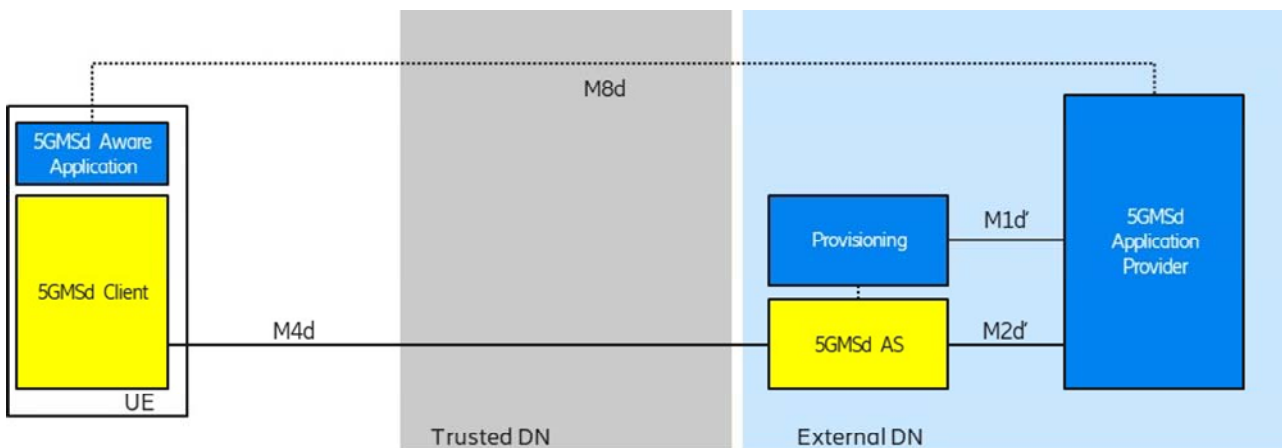 M8d
5GMSd Aware
Application
5GMSd Client
UE
M4d
Trusted DN
Provisioning
M1d'
5GMSd AS
M2d'
5GMSd
Application
Provider
External DN